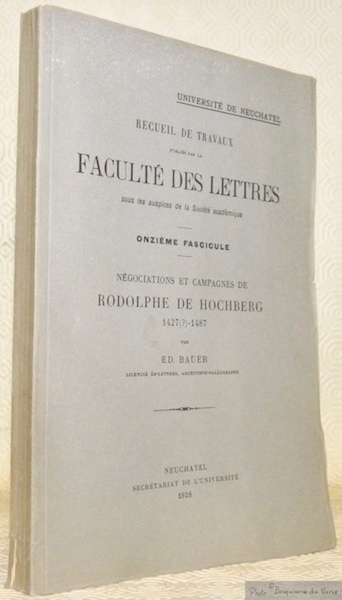 UNIVERSITÉ DE NEUCHATEL
RECUEIL DE TRAVAUX
PUBLIÉS PAR LA
FACULTÉ DES LETTRES
sous les auspices de la Société académique
ONZIÈME FASCICULE
NÉGOCIATIONS ET CAMPAGNES DE
RODOLPHE DE HOCHBERG
1427(?)-1487
PAR
ED. BAUER
LICENCIÉ ÈS-LETTRES, ARCHIVISTE-PALÉOGRAPHE
NEUCHATEL
SECRÉTARIAT DE L'UNIVERSITÉ
1928
Photo © Bouquinerie du Varis